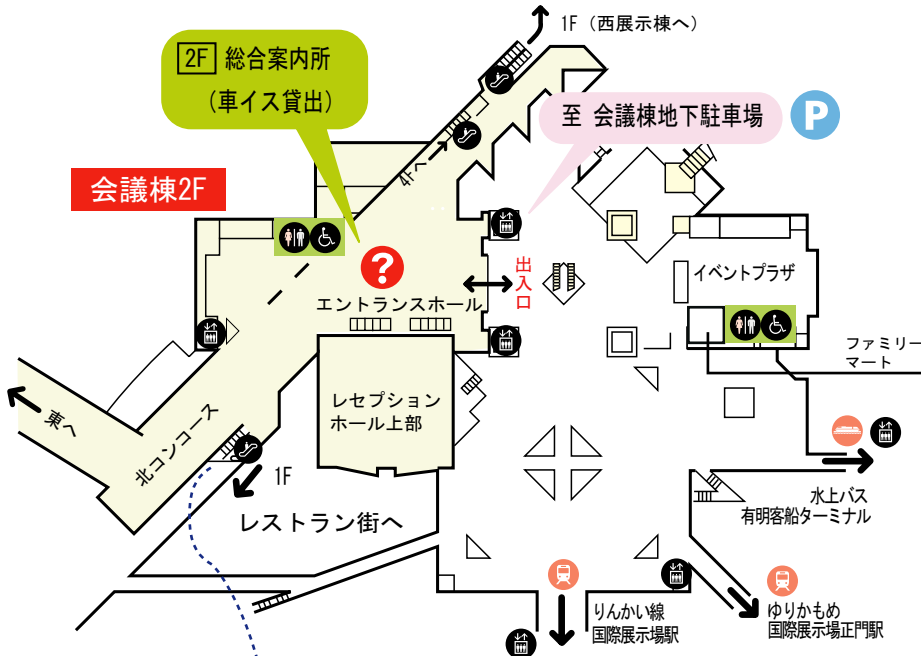 1F（西展示棟へ）
2F 総合案内所
（車イス貸出）
至 会議棟地下駐車場
P
4Fへ
会議棟2F
?
出入口
エントランスホール
イベントプラザ
ファミリー
マート
レセプション
ホール上部
東へ
北コンコース
1F
レストラン街へ
水上バス
有明客船ターミナル
りんかい線
国際展示場駅
ゆりかもめ
国際展示場正門駅